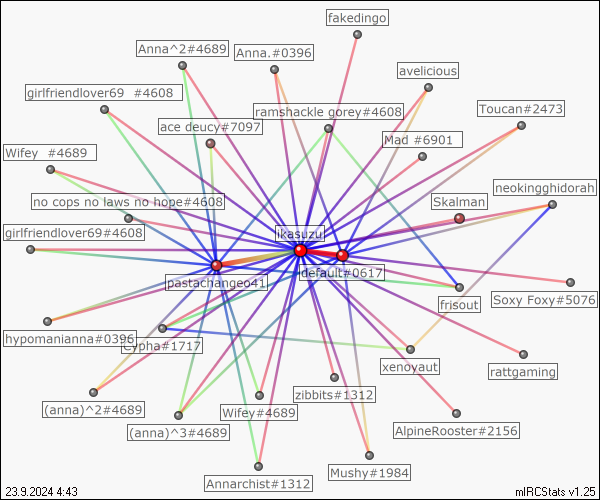 fakedingo
Anna^2#4689
Anna.#0396
avelicious
girlfriendlover69 #4608
ramshackle gorey#4608
Toucan#2473
ace deucy#7097
Mad #6901
Wifey #4689
neokingghidorah
no cops no laws no hope#4608
Skalman
girlfriendlover69#4608
ikasuzu
default#0617
pastachangeo41
frisout
Soxy Foxy#5076
hypomanianna#0396
Cypha#1717
xenoyaut
rattgaming
zibbits#1312
(anna)^2#4689
Wifey#4689
(anna)^3#4689
AlpineRooster#2156
Mushy#1984
Annarchist#1312
23.9.2024 4:43
mIRCStats v1.25